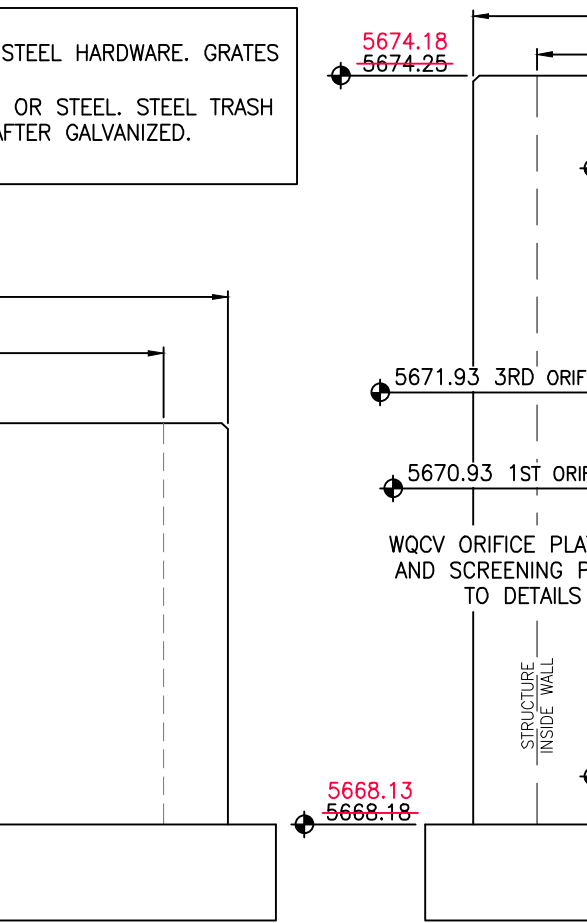 STEEL HARDWARE. GRATES
OR STEEL. STEEL TRASH
AFTER GALVANIZED.
5674.18
5674.25
5671.93 3RD ORIF
5670.93 1ST ORIF
WQCV ORIFICE PLA
AND SCREENING P
TO DETAILS
STRUCTURE
INSIDE WALL
5668.13
5668.18